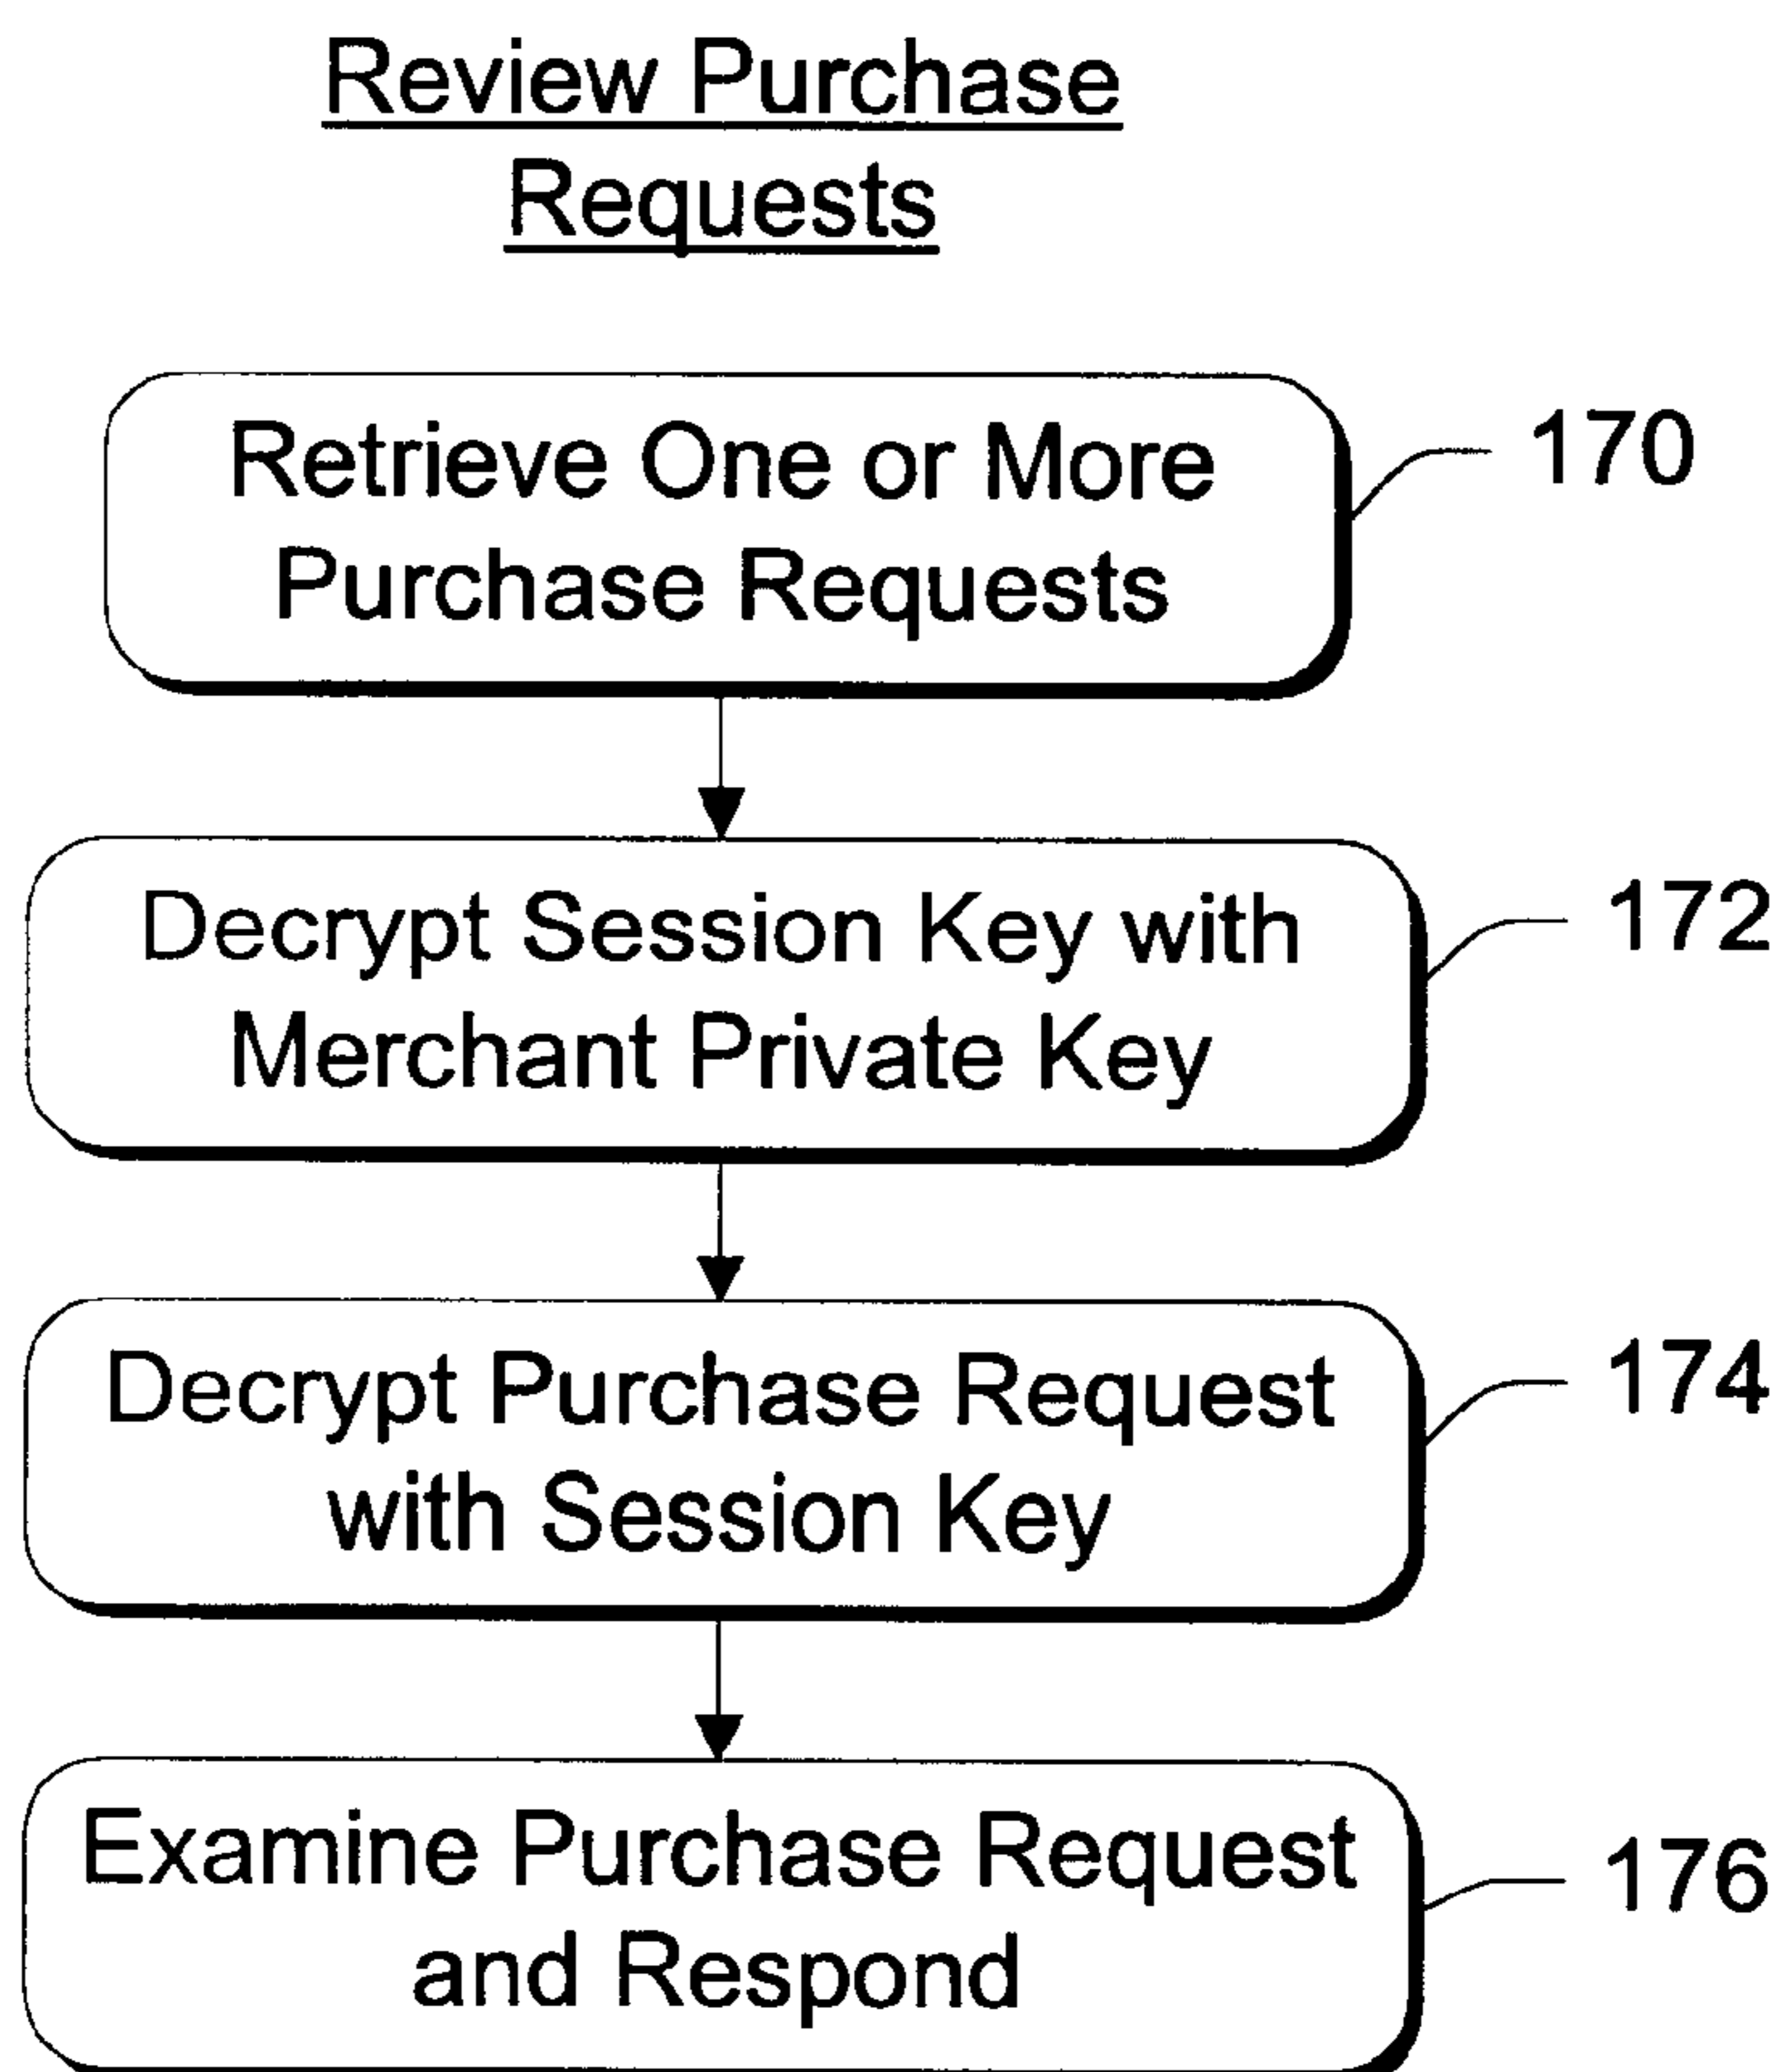 Review Purchase
Requests
Retrieve One or More
Purchase Requests
170
Decrypt Session Key with
Merchant Private Key
172
Decrypt Purchase Request
with Session Key
174
Examine Purchase Request
and Respond
176